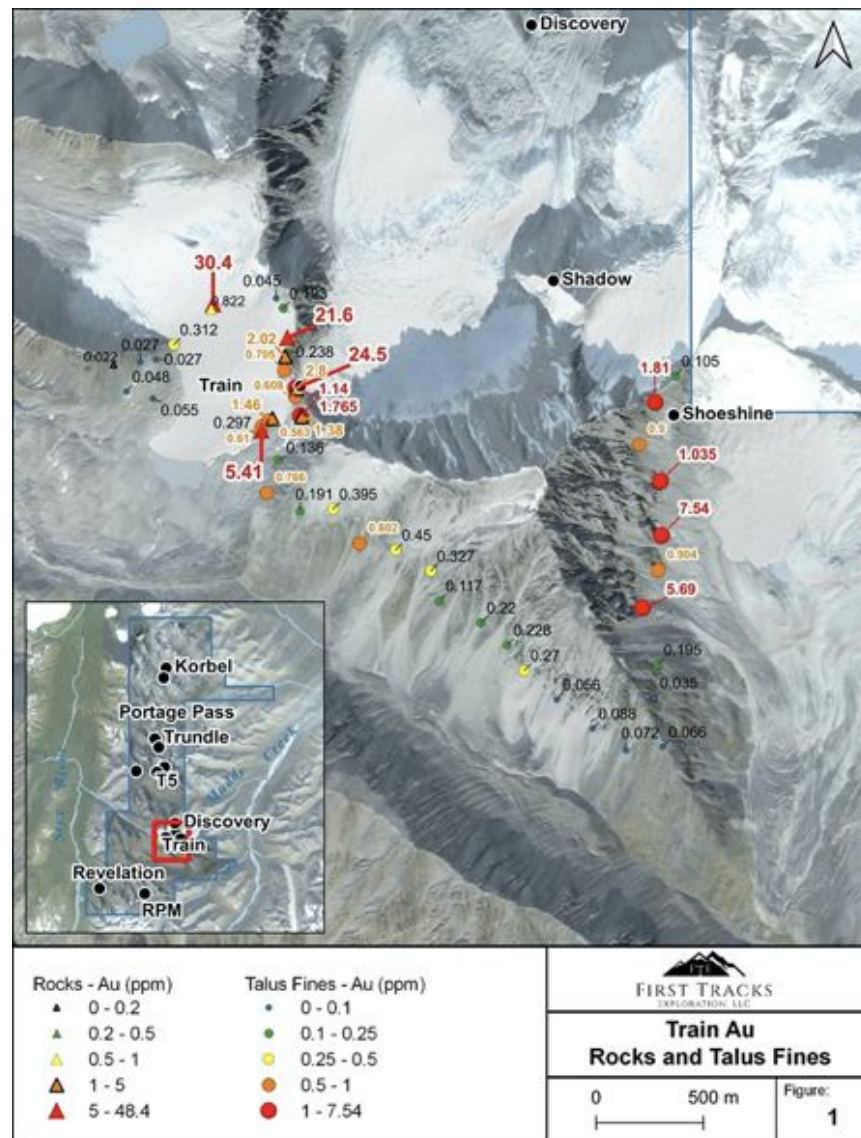 Discovery
Shadow
30.4
0.045
0.193
0.822
21.6
0.312
2.02
0.705
0.238
24.5
0.027
0.022
0.027
2.8
0.105
Train
0.608
1.14
1.81
0.048
1.765
0.055
1.46
Shoeshine
0.297
0.563
1.38
0.61
0.9
0.136
5.41
1.035
0.766
0.191
0.395
0.802
0.45
7.54
0.327
0.904
0.117
5.69
0.22
0.228
0.27
0.195
0.056
0.035
0.088
0.072
0.066
Korbel
Portage Pass
Trundle
T5
Creek
Discovery
Train
Revelation
RPM
Rocks - Au (ppm)
0 - 0.2
0.2 - 0.5
0.5 - 1
1 - 5
5 - 48.4
Talus Fines - Au (ppm)
0 - 0.1
0.1 - 0.25
0.25 - 0.5
0.5 - 1
1 - 7.54
FTE
FIRST TRACKS
EXPLORATION, LLC
Train Au
Rocks and Talus Fines
0 500 m
Figure:
1